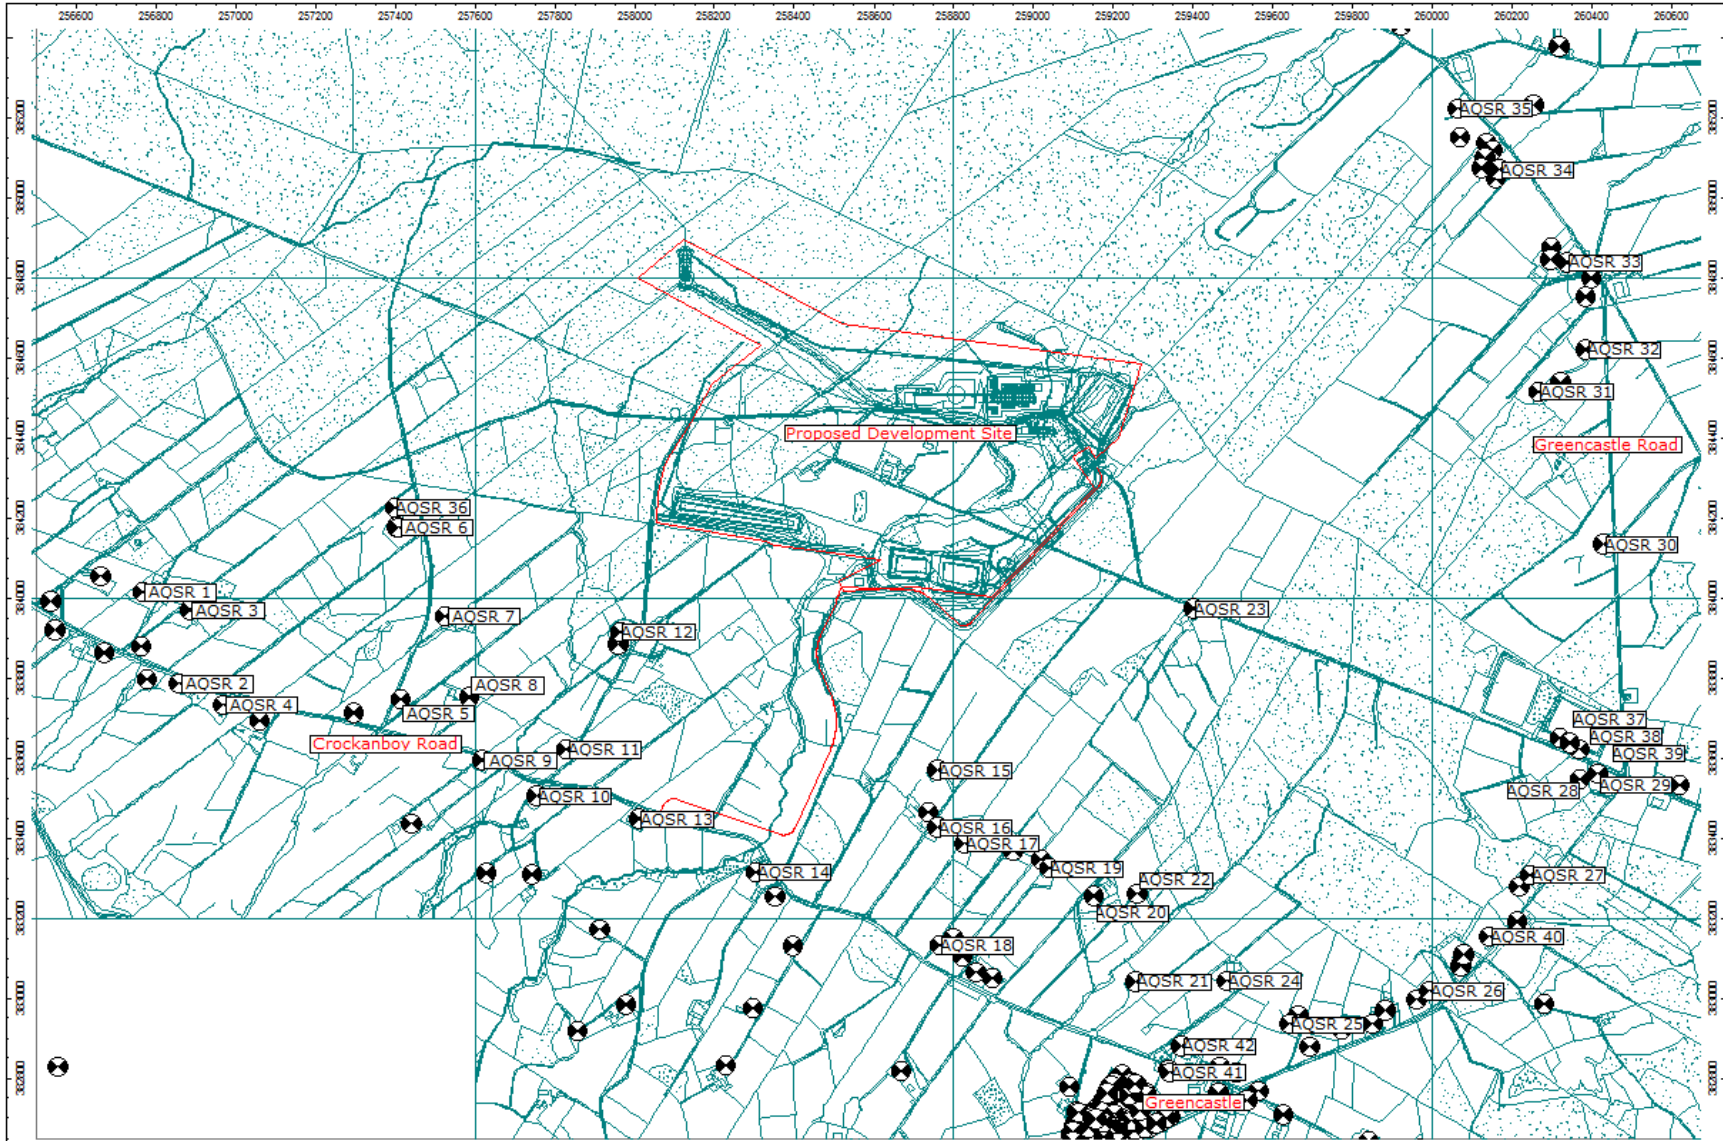 256600 256800 257000 257200 257400 257600 257800 258000 258200 258400 258600 258800 259000 259200 259400 259600 259800 260000 260200 260400 260600
AQSR 35
AQSR 34
AQSR 33
AQSR 32
AQSR 31
Proposed Development Site
Greencastle Road
AQSR 36
AQSR 6
AQSR 30
AQSR 1
AQSR 3
AQSR 23
AQSR 7
AQSR 12
AQSR 2
AQSR 8
AQSR 4
AQSR 5
AQSR 37
AQSR 38
Crockanboy Road
AQSR 11
AQSR 39
AQSR 9
AQSR 15
AQSR 29
AQSR 28
AQSR 10
AQSR 13
AQSR 16
AQSR 17
AQSR 14
AQSR 19
AQSR 27
AQSR 22
AQSR 20
AQSR 40
AQSR 18
AQSR 21
AQSR 24
AQSR 26
AQSR 25
AQSR 42
AQSR 41
Greencastle